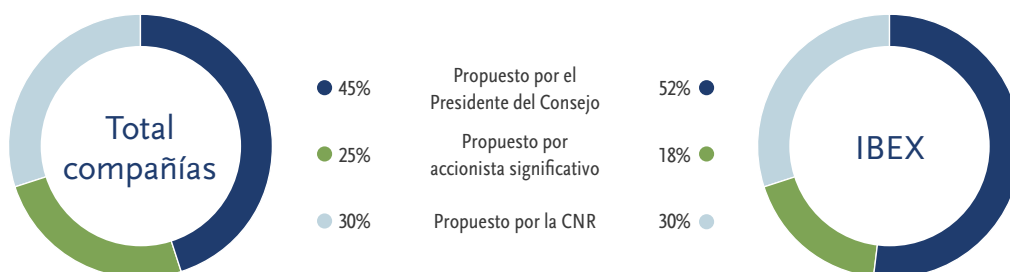 Total
compañías
45%
Propuesto por el
Presidente del Consejo
52%
25%
Propuesto por
accionista significativo
18%
30%
Propuesto por la CNR
30%
IBEX